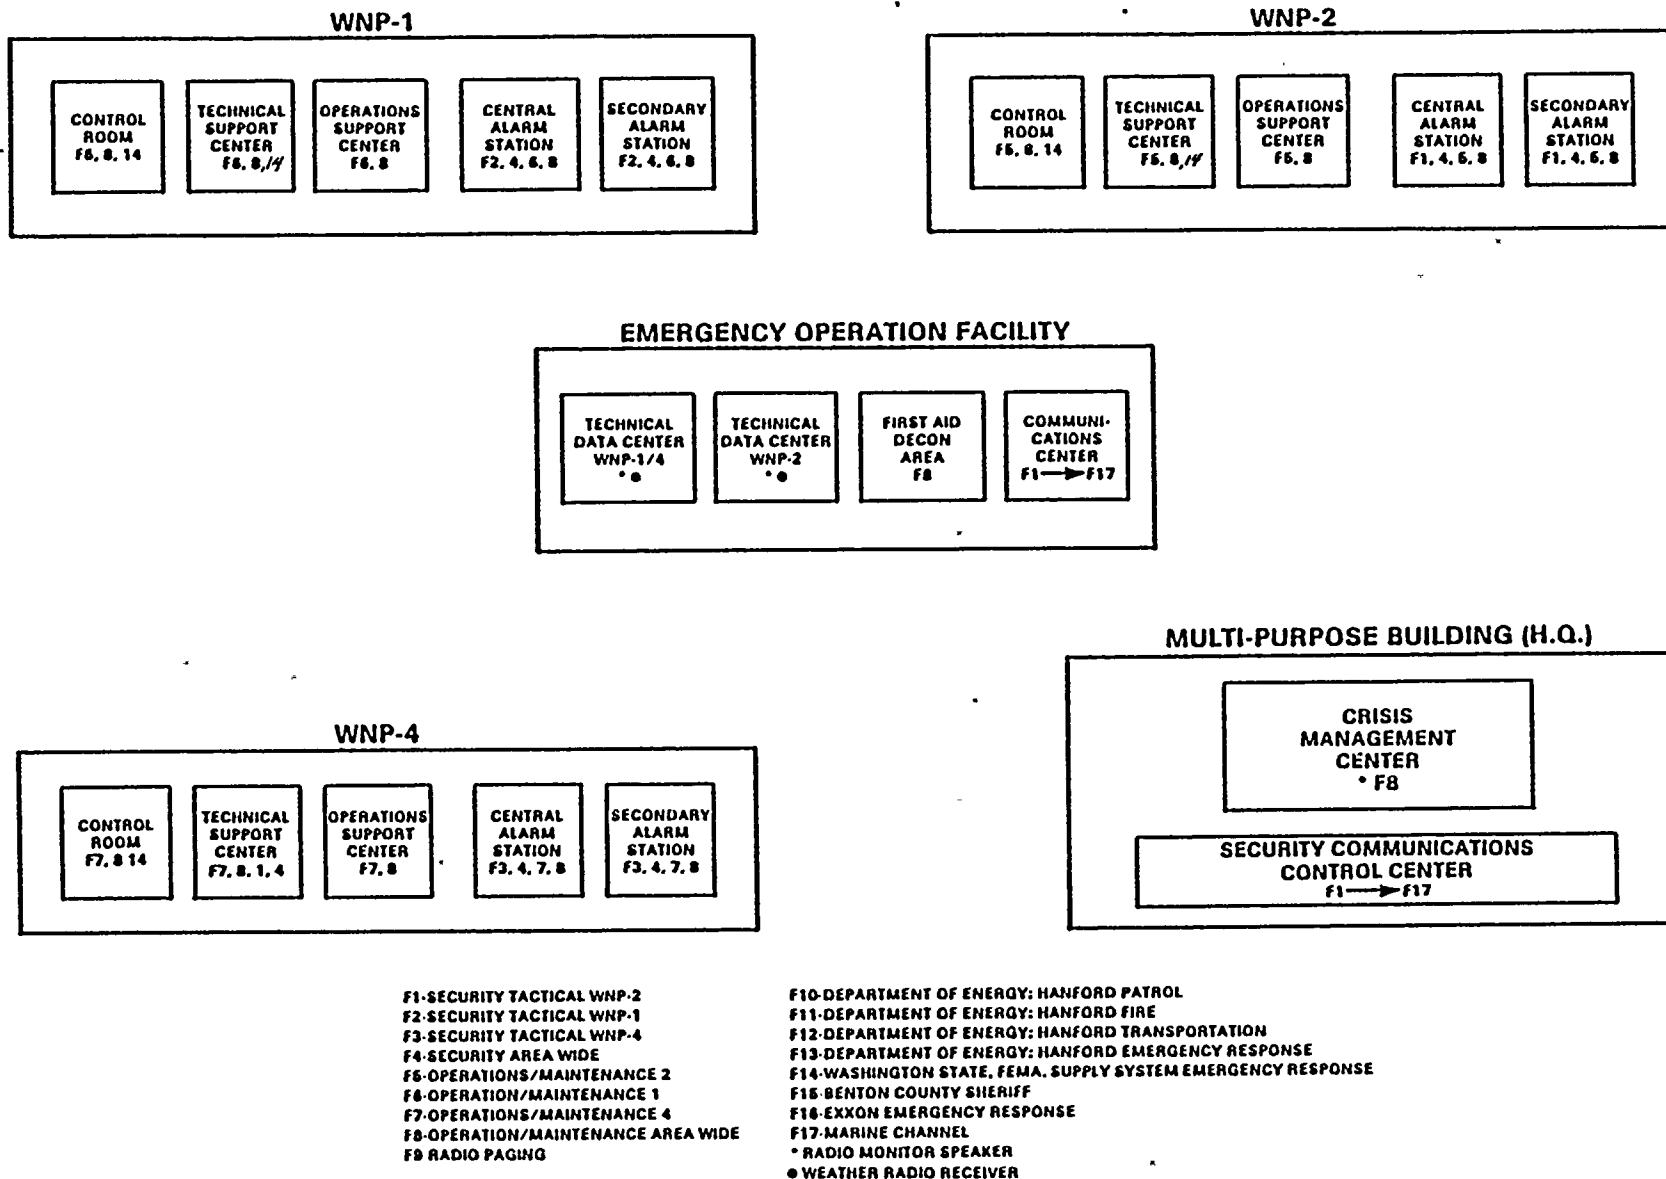 WNP-1
CONTROL
ROOM
F6, 8, 14
TECHNICAL
SUPPORT
CENTER
F6, 8,14
OPERATIONS
SUPPORT
CENTER
F6, 8
CENTRAL
ALARM
STATION
F2, 4, 6, 8
SECONDARY
ALARM
STATION
F2, 4, 6, 8
WNP-2
CONTROL
ROOM
F5, 8, 14
TECHNICAL
SUPPORT
CENTER
F5, 8,14
OPERATIONS
SUPPORT
CENTER
F5, 8
CENTRAL
ALARM
STATION
F1, 4, 5, 8
SECONDARY
ALARM
STATION
F1, 4, 5, 8
EMERGENCY OPERATION FACILITY
TECHNICAL
DATA CENTER
WNP-1/4
* ●
TECHNICAL
DATA CENTER
WNP-2
* ●
FIRST AID
DECON
AREA
F8
COMMUNI-
CATIONS
CENTER
F1→F17
MULTI-PURPOSE BUILDING (H.Q.)
CRISIS
MANAGEMENT
CENTER
* F8
SECURITY COMMUNICATIONS
CONTROL CENTER
F1→F17
WNP-4
CONTROL
ROOM
F7, 8 14
TECHNICAL
SUPPORT
CENTER
F7, 8, 1, 4
OPERATIONS
SUPPORT
CENTER
F7, 8
CENTRAL
ALARM
STATION
F3, 4, 7, 8
SECONDARY
ALARM
STATION
F3, 4, 7, 8
F1-SECURITY TACTICAL WNP-2
F2-SECURITY TACTICAL WNP-1
F3-SECURITY TACTICAL WNP-4
F4-SECURITY AREA WIDE
F5-OPERATIONS/MAINTENANCE 2
F6-OPERATION/MAINTENANCE 1
F7-OPERATIONS/MAINTENANCE 4
F8-OPERATION/MAINTENANCE AREA WIDE
F9 RADIO PAGING
F10-DEPARTMENT OF ENERGY: HANFORD PATROL
F11-DEPARTMENT OF ENERGY: HANFORD FIRE
F12-DEPARTMENT OF ENERGY: HANFORD TRANSPORTATION
F13-DEPARTMENT OF ENERGY: HANFORD EMERGENCY RESPONSE
F14-WASHINGTON STATE, FEMA, SUPPLY SYSTEM EMERGENCY RESPONSE
F15-BENTON COUNTY SHERIFF
F16-EXXON EMERGENCY RESPONSE
F17-MARINE CHANNEL
* RADIO MONITOR SPEAKER
● WEATHER RADIO RECEIVER